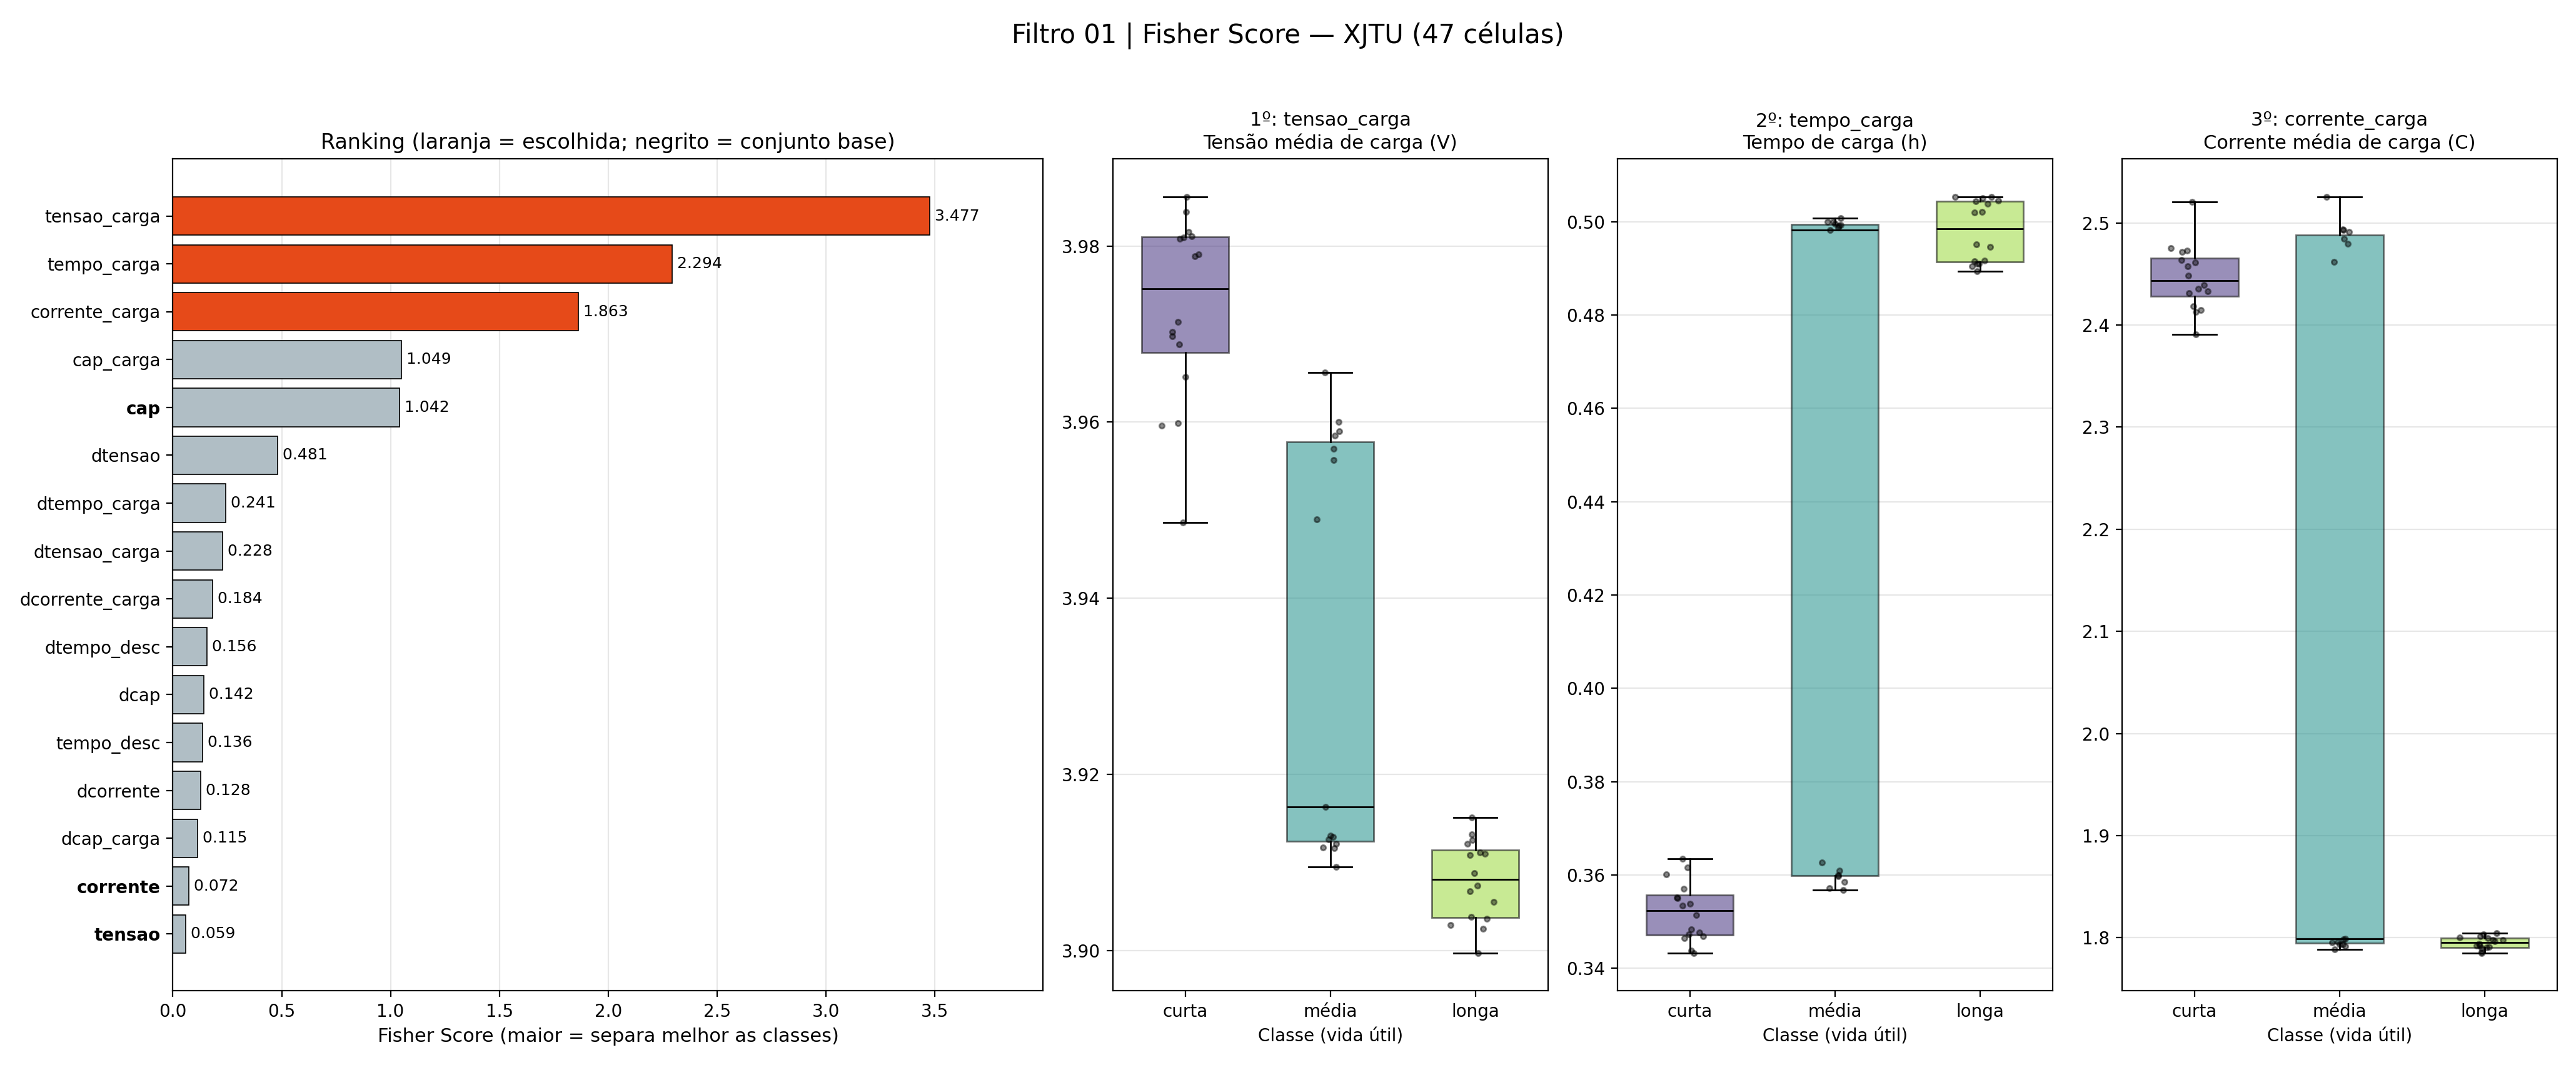 Filtro 01 | Fisher Score — XJTU (47 células)
Ranking (laranja = escolhida; negrito = conjunto base)
tensao_carga
3.477
tempo_carga
2.294
corrente_carga
1.863
cap_carga
1.049
cap
1.042
dtensao
0.481
dtempo_carga
0.241
dtensao_carga
0.228
dcorrente_carga
0.184
dtempo_desc
0.156
dcap
0.142
tempo_desc
0.136
dcorrente
0.128
dcap_carga
0.115
corrente
0.072
tensao
0.059
0.0 0.5 1.0 1.5 2.0 2.5 3.0 3.5
Fisher Score (maior = separa melhor as classes)
1º: tensao_carga
Tensão média de carga (V)
3.98
3.96
3.94
3.92
3.90
curta média longa
Classe (vida útil)
2º: tempo_carga
Tempo de carga (h)
0.50
0.48
0.46
0.44
0.42
0.40
0.38
0.36
0.34
curta média longa
Classe (vida útil)
3º: corrente_carga
Corrente média de carga (C)
2.5
2.4
2.3
2.2
2.1
2.0
1.9
1.8
curta média longa
Classe (vida útil)